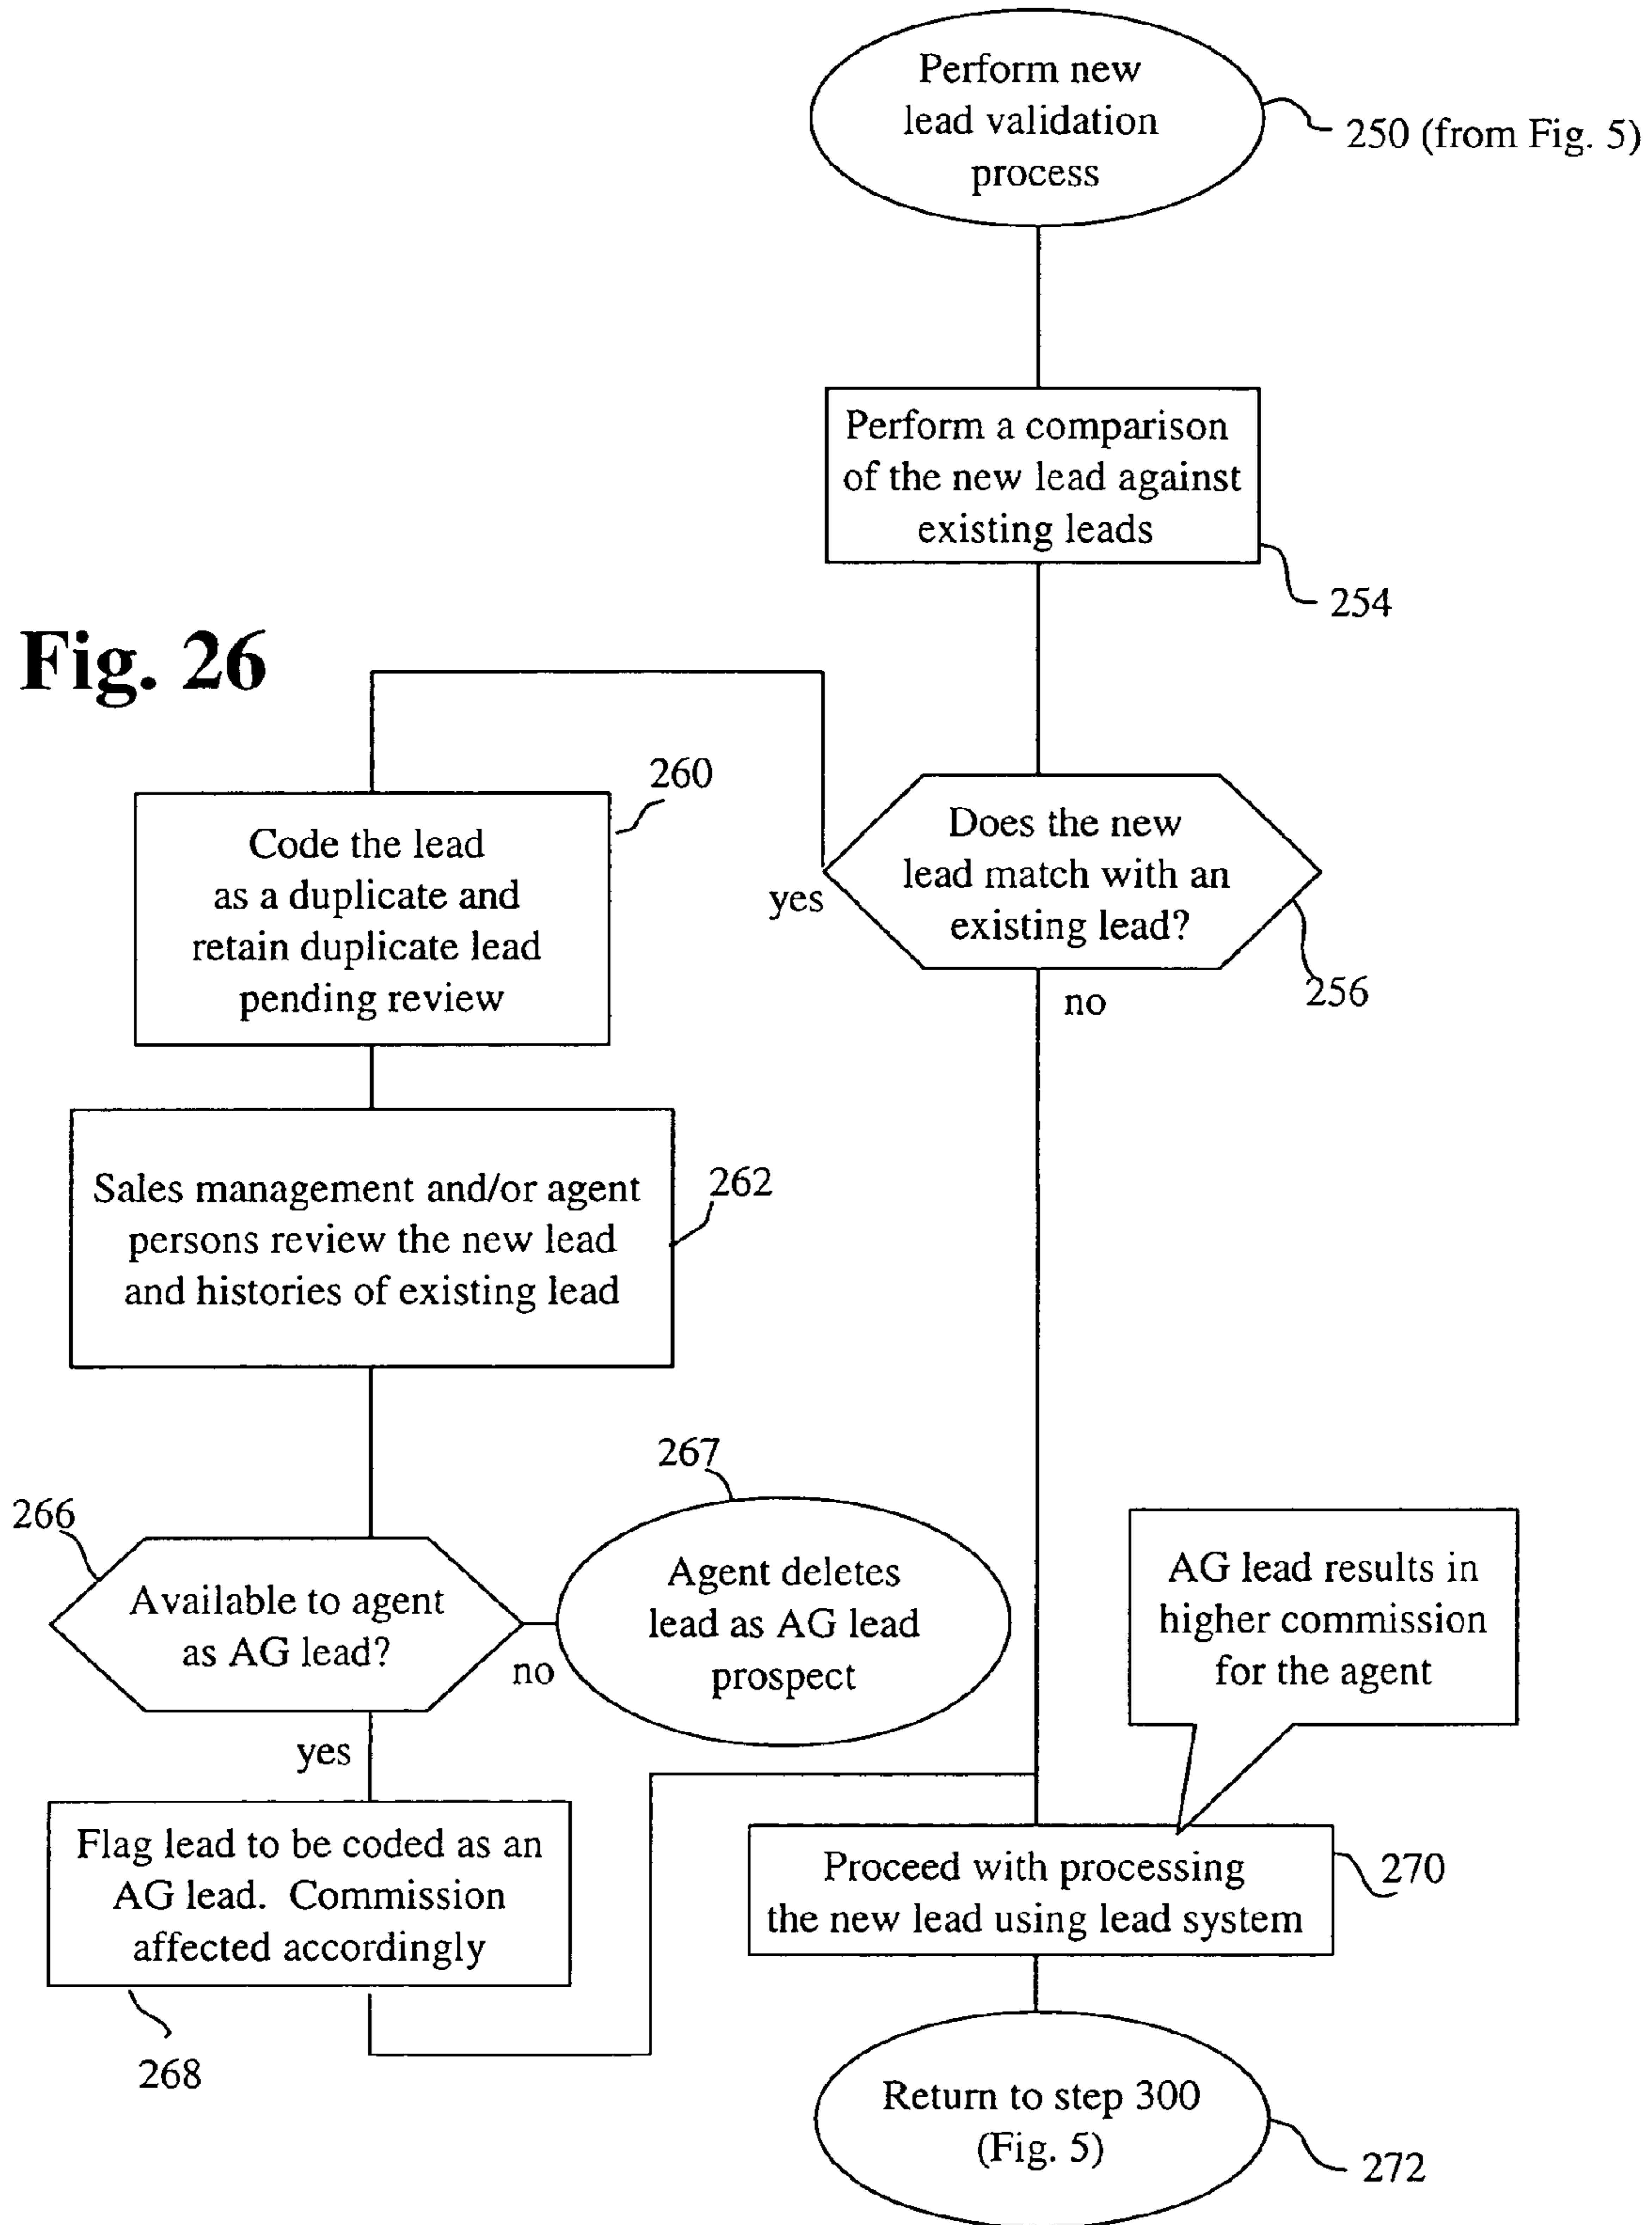 Perform new
lead validation
process
250 (from Fig. 5)
Perform a comparison
of the new lead against
existing leads
254
Fig. 26
260
Code the lead
as a duplicate and
retain duplicate lead
pending review
Does the new
lead match with an
existing lead?
yes
256
no
Sales management and/or agent
persons review the new lead
and histories of existing lead
262
267
266
Available to agent
as AG lead?
no
Agent deletes
lead as AG lead
prospect
AG lead results in
higher commission
for the agent
yes
Flag lead to be coded as an
AG lead. Commission
affected accordingly
268
Proceed with processing
the new lead using lead system
270
Return to step 300
(Fig. 5)
272